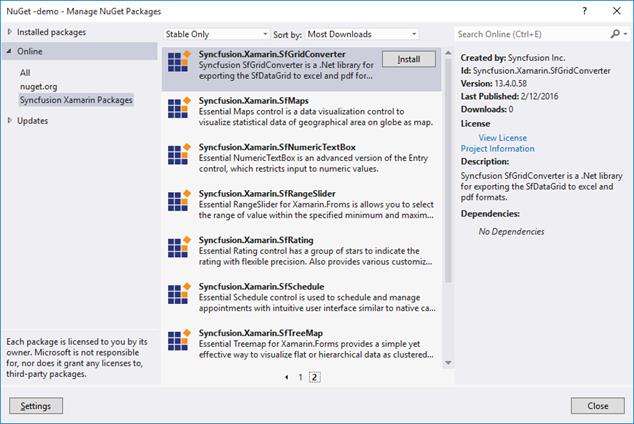 NuGet -demo - Manage NuGet Packages
Installed packages
Online
All
nuget.org
Syncfusion Xamarin Packages
Updates
Each package is licensed to you by its
owner. Microsoft is not responsible
for, nor does it grant any licenses to,
third-party packages.
Settings
Stable Only
Sort by: Most Downloads
Syncfusion.Xamarin.SfGridConverter
Syncfusion SfGridConverter is a .Net library for
exporting the SfDataGrid to excel and pdf for...
Install
Syncfusion.Xamarin.SfMaps
Essential Maps control is a data visualization control to
visualize statistical data of geographical area on globe as map.
Syncfusion.Xamarin.SfNumericTextBox
Essential NumericTextBox is an advanced version of the Entry
control, which restricts input to numeric values.
Syncfusion.Xamarin.SfRangeSlider
Essential RangeSlider for Xamarin.Froms is allows you to select
the range of value within the specified minimum and maxim...
Syncfusion.Xamarin.SfRating
Essential Rating control has a group of stars to indicate the
rating with flexible precision. Also provides various customiz...
Syncfusion.Xamarin.SfSchedule
Essential Schedule control is used to schedule and manage
appointments with intuitive user interface similar to native ca...
Syncfusion.Xamarin.SfTreeMap
Essential Treemap for Xamarin.Forms provides a simple yet
effective way to visualize flat or hierarchical data as clustered...
1 2
Search Online (Ctrl+E)
Created by: Syncfusion Inc.
Id: Syncfusion.Xamarin.SfGridConverter
Version: 13.4.0.58
Last Published: 2/12/2016
Downloads: 0
License
View License
Project Information
Description:
Syncfusion SfGridConverter is a .Net library
for exporting the SfDataGrid to excel and
pdf formats.
Dependencies:
No Dependencies
Close